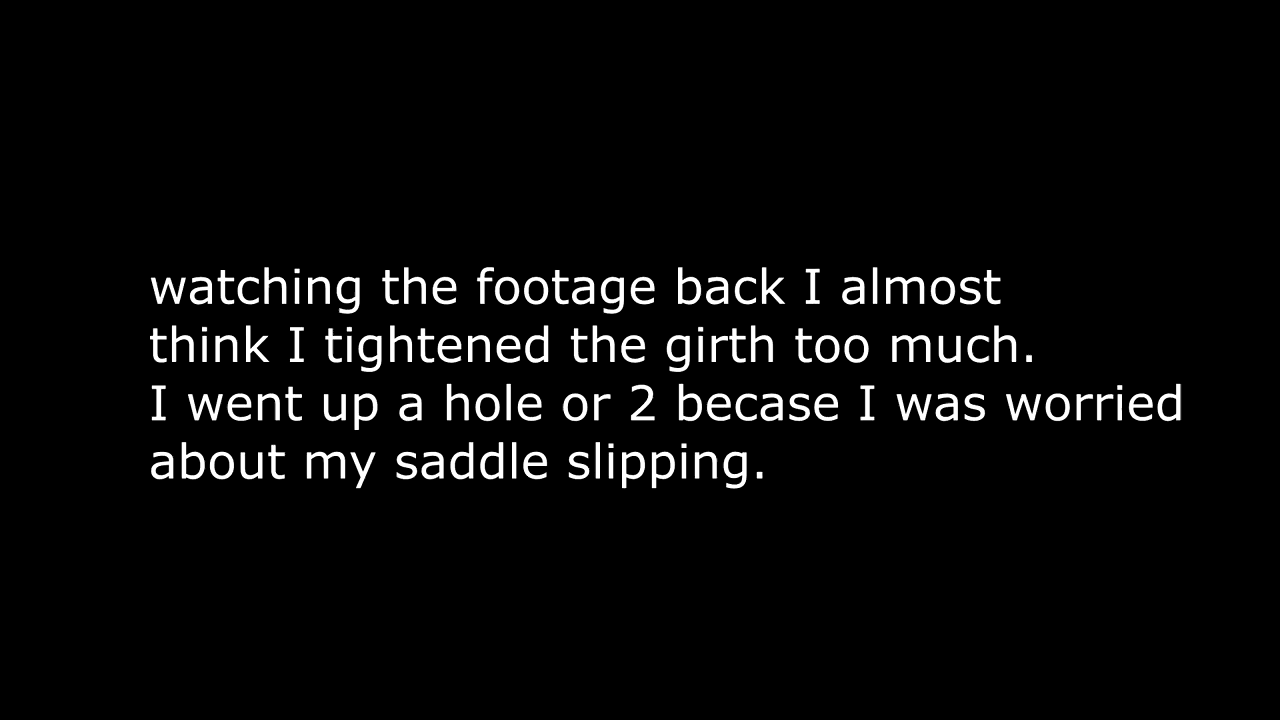 watching the footage back I almost
think I tightened the girth too much.
I went up a hole or 2 becase I was worried
about my saddle slipping.